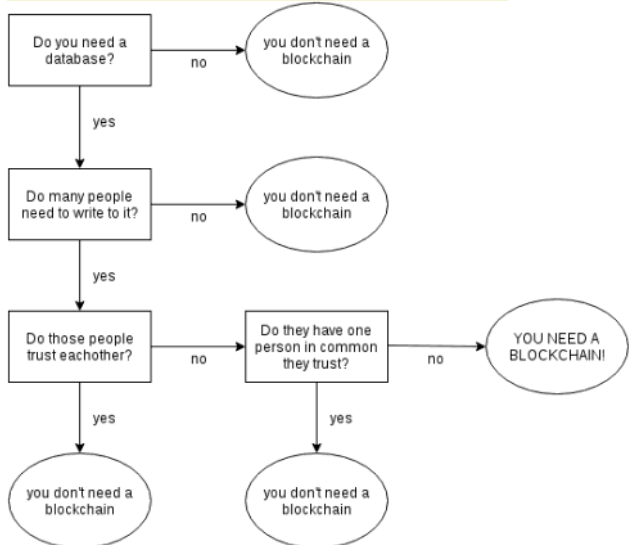 Do you need a
database?
no
you don't need a
blockchain
yes
Do many people
need to write to it?
no
you don't need a
blockchain
yes
Do those people
trust eachother?
no
Do they have one
person in common
they trust?
no
YOU NEED A
BLOCKCHAIN!
yes
you don't need a
blockchain
yes
you don't need a
blockchain